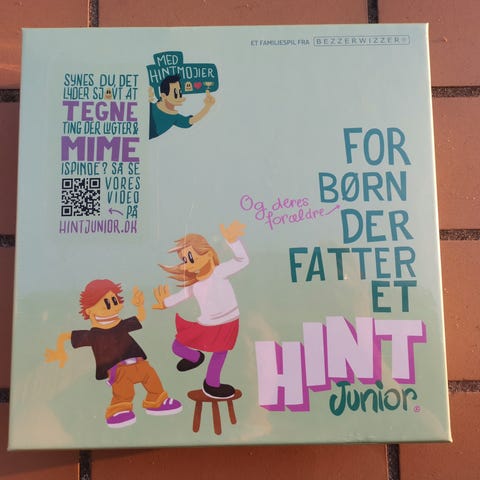 ET FAMILIESPIL FRA BEZZERWIZZER®
MED
HINTMOJIER
SYNES DU, DET
LYDER SJOVT AT
TEGNE
TING DER LUGTER &
MIME
ISPINDE? SÅ SE
VORES
VIDEO
PÅ
HINTJUNIOR.DK
FOR
BØRN
Og deres
forældre
DER
FATTER
ET
HINT
Junior
®